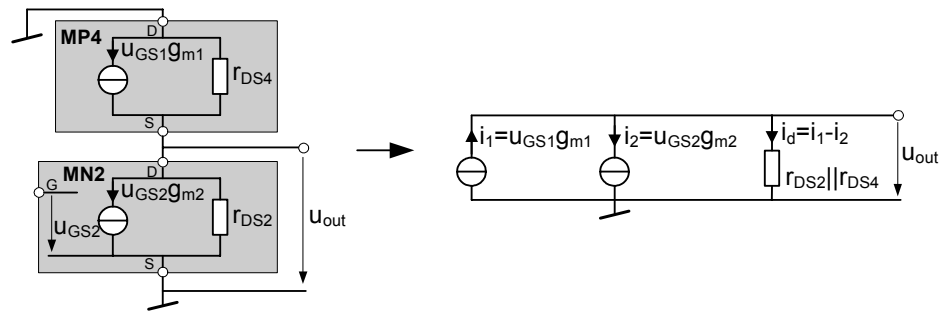 D
MP4
uGS1gm1
rDS4
S
D
MN2
G
uGS2gm2
uGS2
rDS2
S
uout
i1=uGS1gm1
i2=uGS2gm2
id=i1-i2
rDS2||rDS4
uout